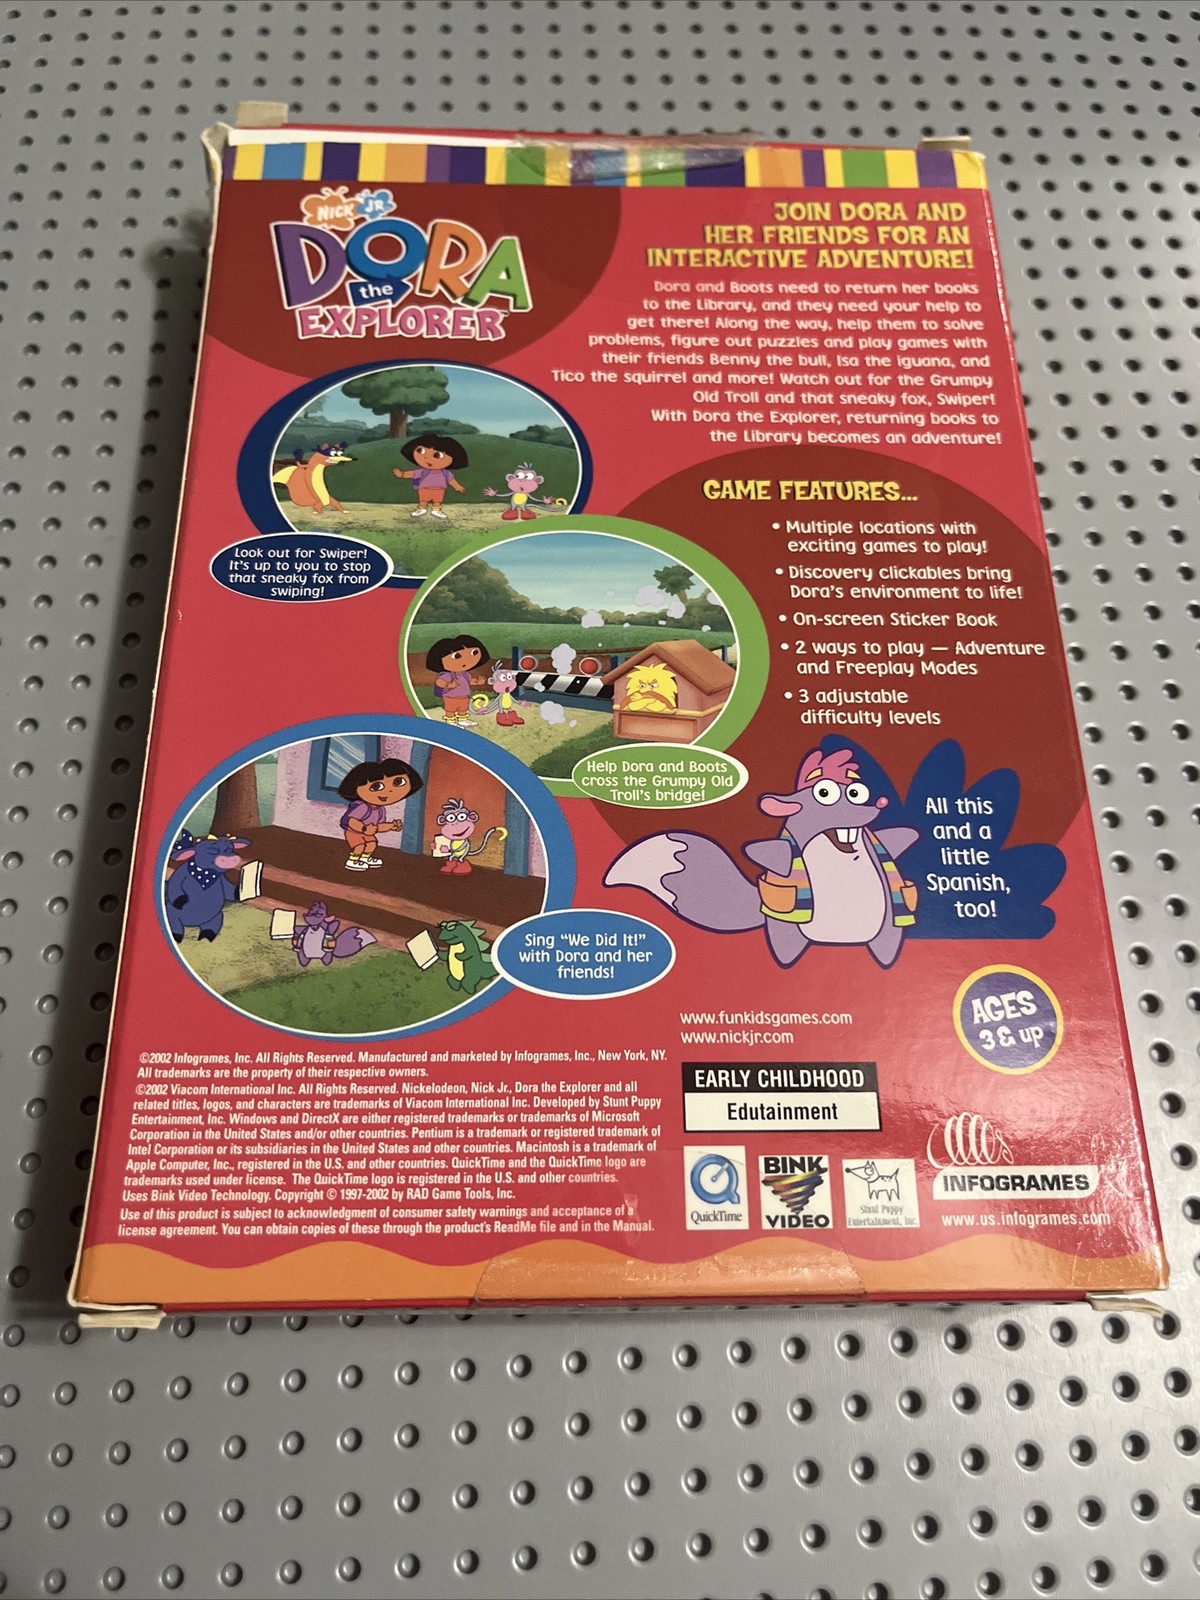 NICK JR
DORA
the
EXPLORER
JOIN DORA AND
HER FRIENDS FOR AN
INTERACTIVE ADVENTURE!
Dora and Boots need to return her books
to the Library, and they need your help to
get there! Along the way, help them to solve
problems, figure out puzzles and play games with
their friends Benny the bull, Isa the iguana, and
Tico the squirrel and more! Watch out for the Grumpy
Old Troll and that sneaky fox, Swiper!
With Dora the Explorer, returning books to
the Library becomes an adventure!
Look out for Swiper!
It's up to you to stop
that sneaky fox from
swiping!
GAME FEATURES...
• Multiple locations with
exciting games to play!
• Discovery clickables bring
Dora's environment to life!
• On-screen Sticker Book
• 2 ways to play — Adventure
and Freeplay Modes
• 3 adjustable
difficulty levels
Help Dora and Boots
cross the Grumpy Old
Troll's bridge!
All this
and a
little
Spanish,
too!
Sing "We Did It!"
with Dora and her
friends!
AGES
3 & up
www.funkidsgames.com
www.nickjr.com
EARLY CHILDHOOD
Edutainment
©2002 Infogrames, Inc. All Rights Reserved. Manufactured and marketed by Infogrames, Inc., New York, NY.
All trademarks are the property of their respective owners.
©2002 Viacom International Inc. All Rights Reserved. Nickelodeon, Nick Jr., Dora the Explorer and all
related titles, logos, and characters are trademarks of Viacom International Inc. Developed by Stunt Puppy
Entertainment, Inc. Windows and DirectX are either registered trademarks or trademarks of Microsoft
Corporation in the United States and/or other countries. Pentium is a trademark or registered trademark of
Intel Corporation or its subsidiaries in the United States and other countries. Macintosh is a trademark of
Apple Computer, Inc., registered in the U.S. and other countries. QuickTime and the QuickTime logo are
trademarks used under license. The QuickTime logo is registered in the U.S. and other countries.
Uses Bink Video Technology. Copyright © 1997-2002 by RAD Game Tools, Inc.
Use of this product is subject to acknowledgment of consumer safety warnings and acceptance of a
license agreement. You can obtain copies of these through the product's ReadMe file and in the Manual.
QuickTime
BINK
VIDEO
Stunt Puppy
Entertainment, Inc.
INFOGRAMES
www.us.infogrames.com